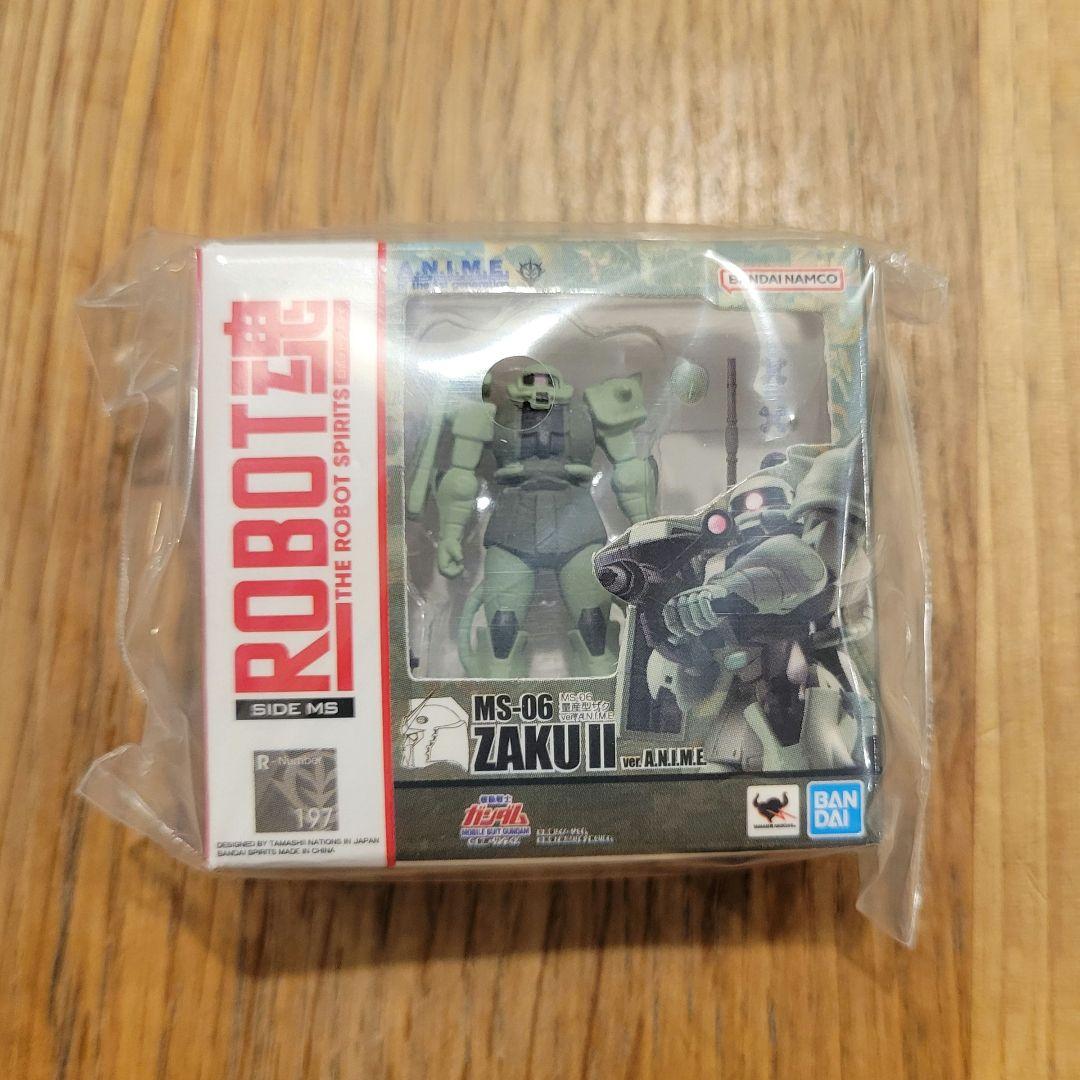 ROBOT魂
THE ROBOT SPIRITS
SIDE MS
R-Number
197
DESIGNED BY TAMASHII NATIONS IN JAPAN
BANDAI SPIRITS MADE IN CHINA
A.N.I.M.E.
BANDAI NAMCO
MS-06
ZAKU II
ver. A.N.I.M.E.
MS-06
量産型ザク
ver. A.N.I.M.E.
機動戦士
ガンダム
MOBILE SUIT GUNDAM
BAN
DAI